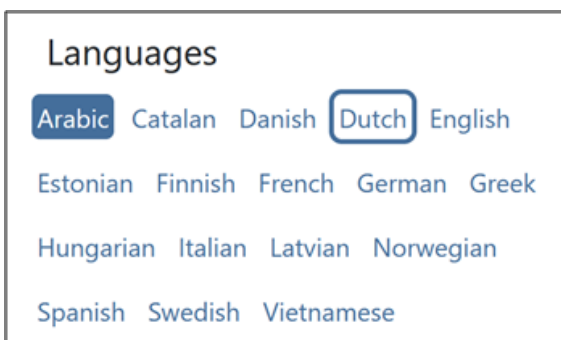 Languages
Arabic Catalan Danish Dutch English
Estonian Finnish French German Greek
Hungarian Italian Latvian Norwegian
Spanish Swedish Vietnamese